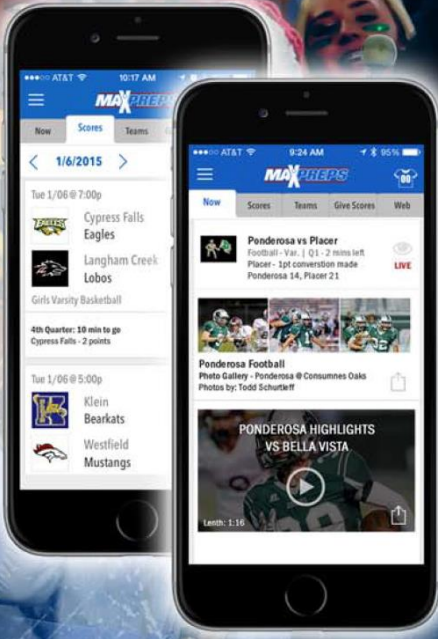 AT&T 10:17 AM
MAXPREPS
Now Scores Teams
< 1/6/2015 >
Tue 1/06 @ 7:00p
EAGLES
Cypress Falls
Eagles
Langham Creek
Lobos
Girls Varsity Basketball
4th Quarter: 10 min to go
Cypress Falls - 2 points
Tue 1/06 @ 5:00p
Klein
Bearkats
Westfield
Mustangs
AT&T 9:24 AM 95%
MAXPREPS
00
Now Scores Teams Give Scores Web
Ponderosa vs Placer
Football - Var. | Q1 - 2 mins left
Placer - 1pt converstion made
Ponderosa 14, Placer 21
LIVE
Ponderosa Football
Photo Gallery - Ponderosa @ Consumnes Oaks
Photos by: Todd Schurtleff
PONDEROSA HIGHLIGHTS
VS BELLA VISTA
Lenth: 1:16